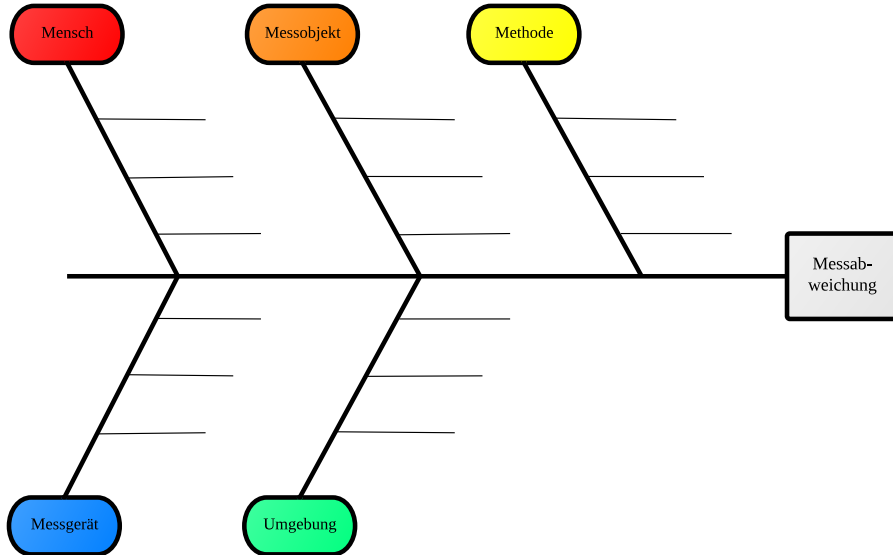 Mensch
Messobjekt
Methode
Messab-
weichung
Messgerät
Umgebung